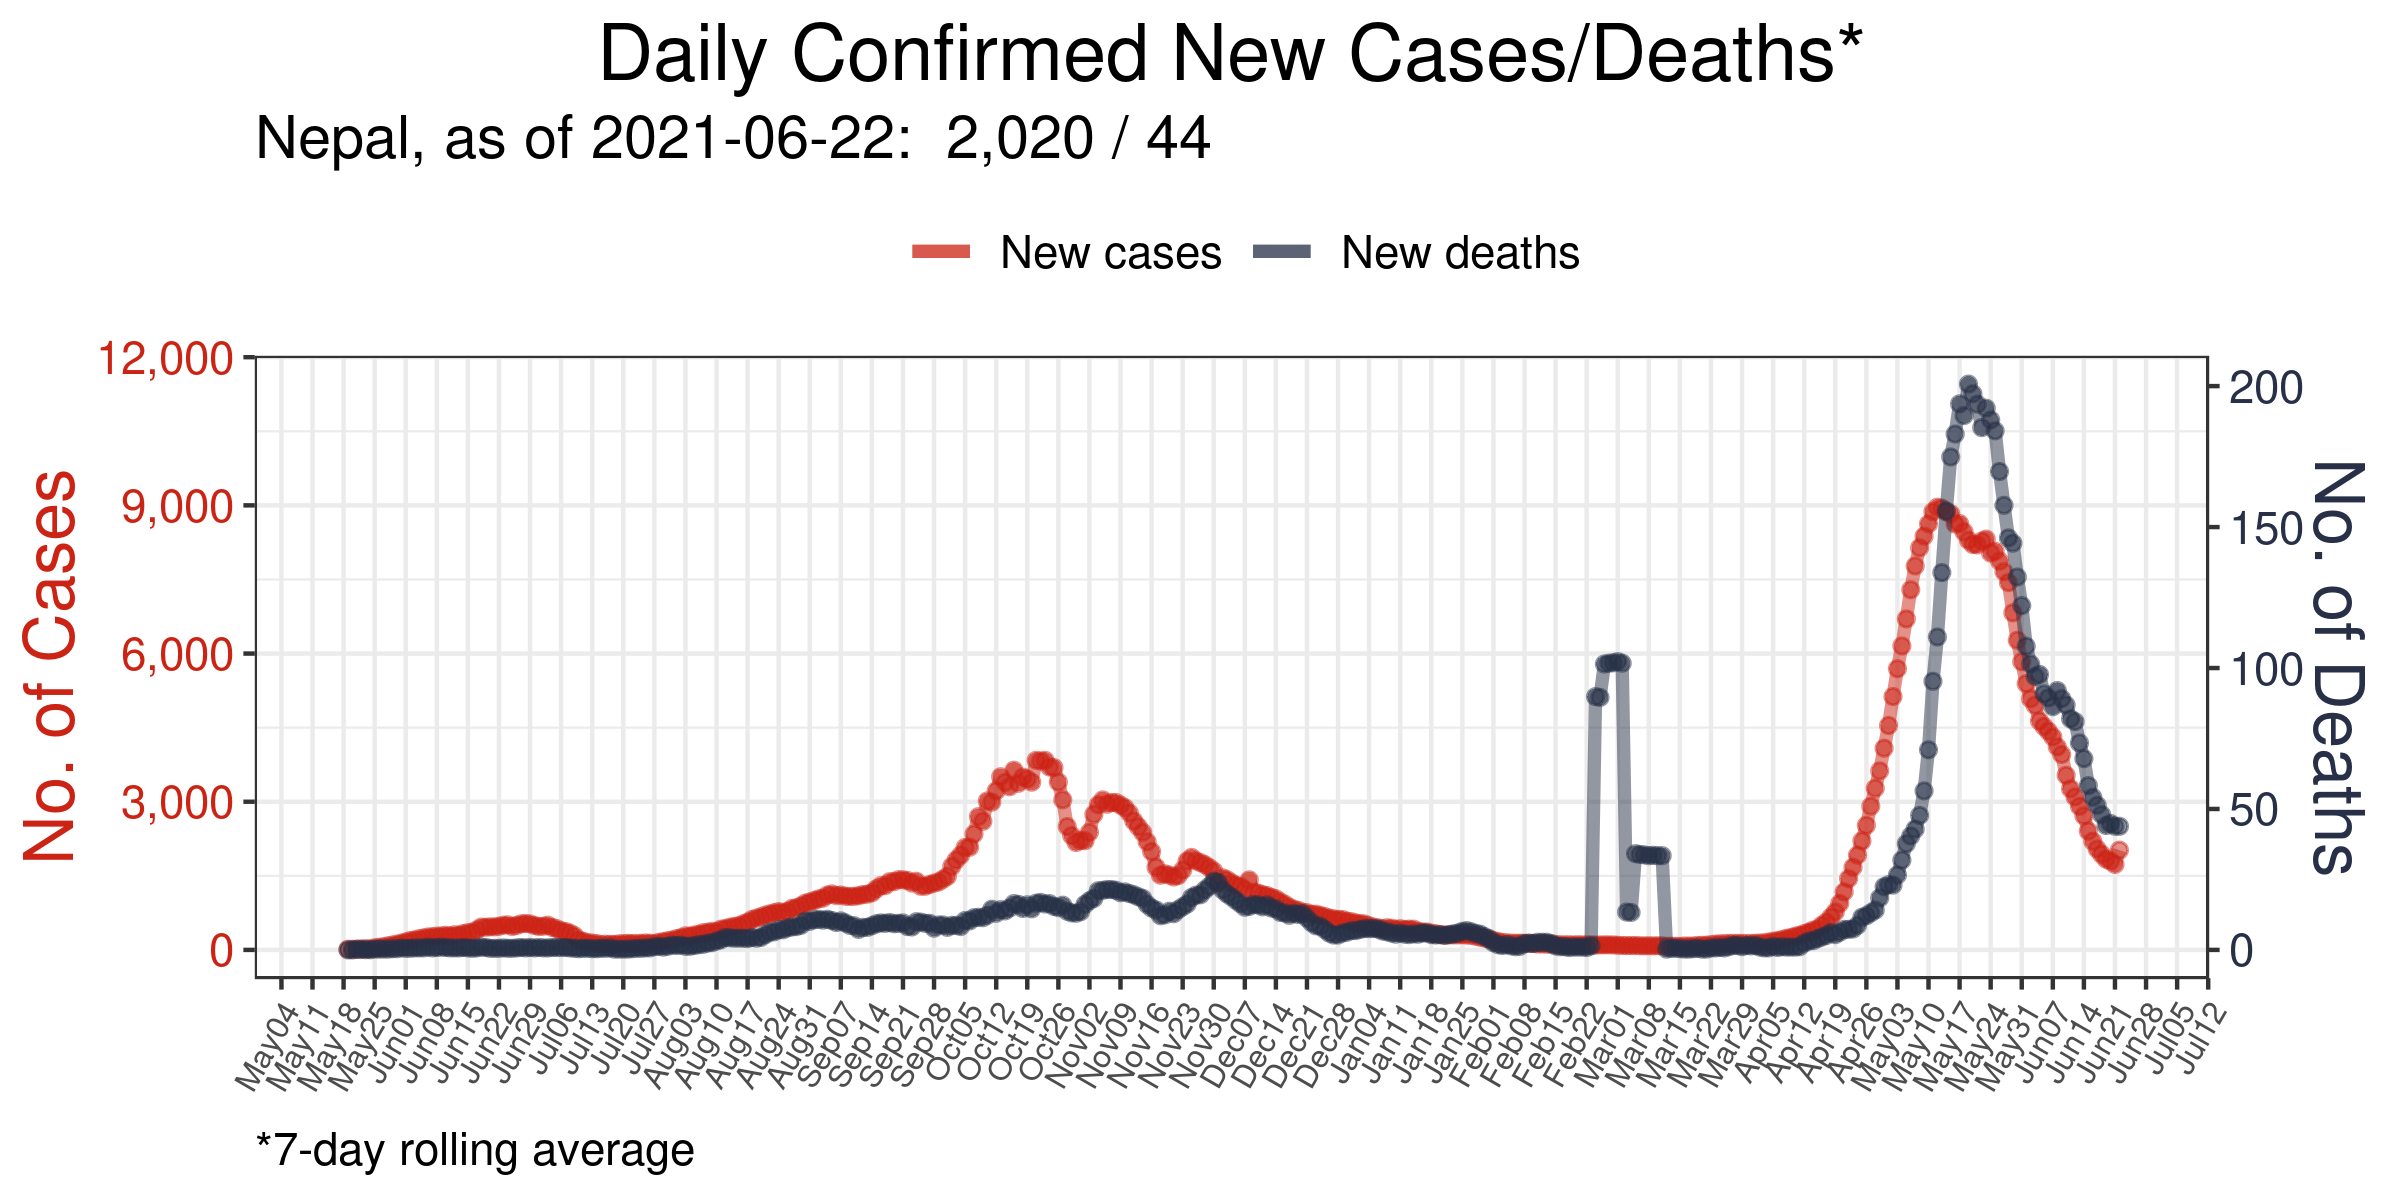 Daily Confirmed New Cases/Deaths*
Nepal, as of 2021-06-22:  2,020 / 44
New cases
New deaths
No. of Cases
12,000
9,000
6,000
3,000
0
200
150
100
50
0
No. of Deaths
May04
May11
May18
May25
Jun01
Jun08
Jun15
Jun22
Jun29
Jul06
Jul13
Jul20
Jul27
Aug03
Aug10
Aug17
Aug24
Aug31
Sep07
Sep14
Sep21
Sep28
Oct05
Oct12
Oct19
Oct26
Nov02
Nov09
Nov16
Nov23
Nov30
Dec07
Dec14
Dec21
Dec28
Jan04
Jan11
Jan18
Jan25
Feb01
Feb08
Feb15
Feb22
Mar01
Mar08
Mar15
Mar22
Mar29
Apr05
Apr12
Apr19
Apr26
May03
May10
May17
May24
May31
Jun07
Jun14
Jun21
Jun28
Jul05
Jul12
*7-day rolling average